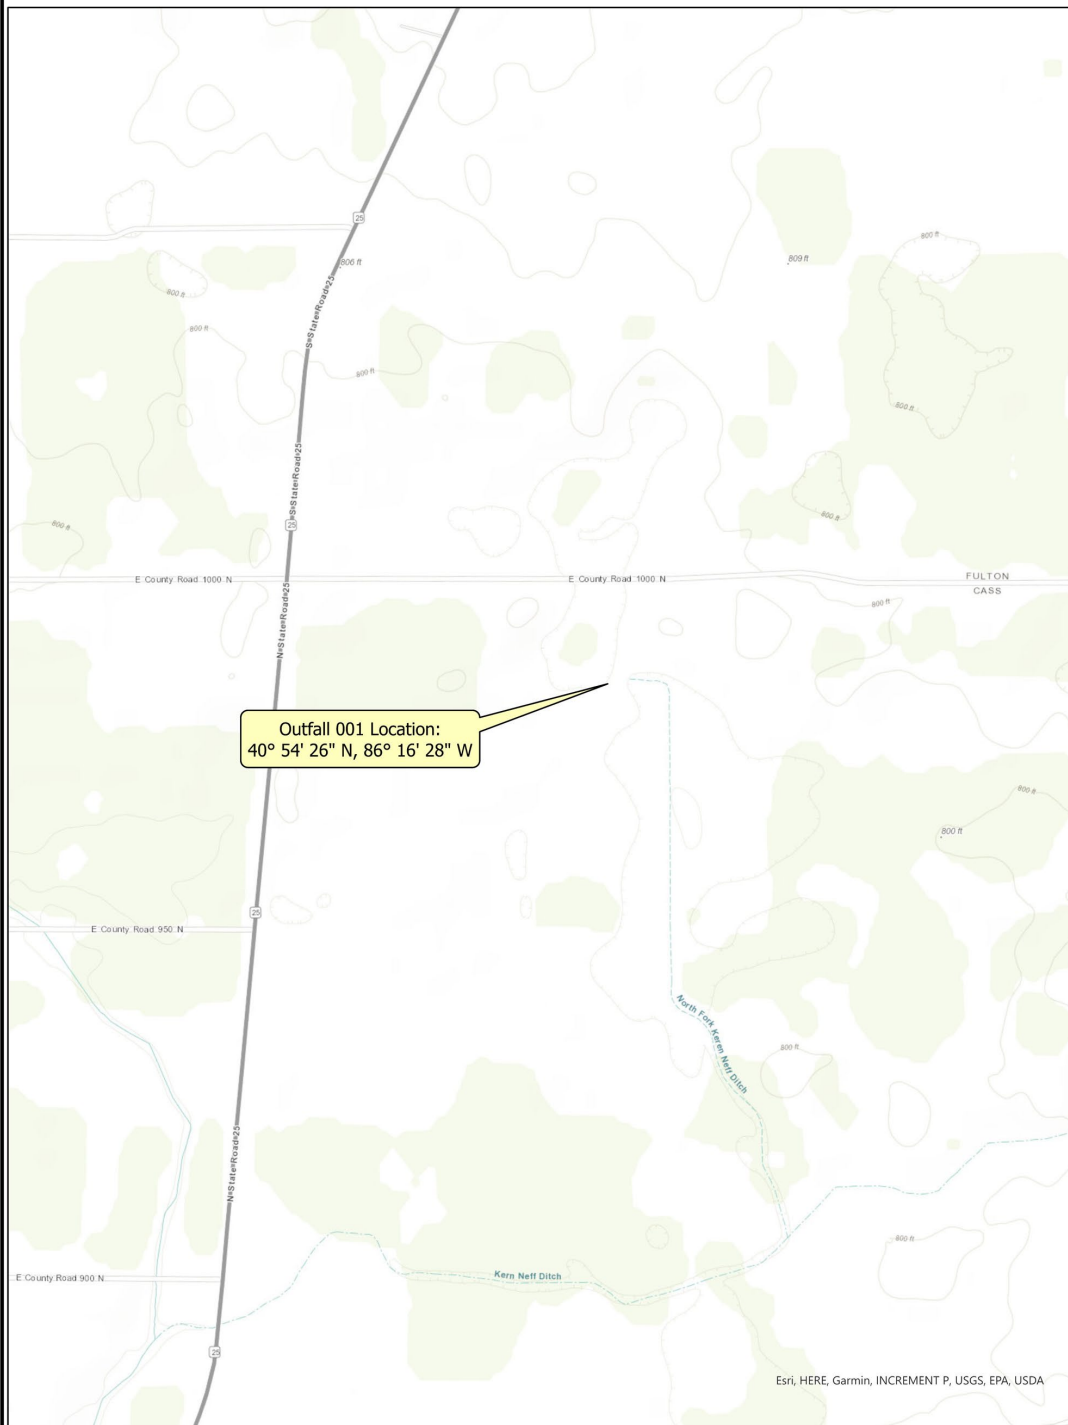 25
806 ft
809 ft
800 ft
800 ft
800 ft
S State Road 25
800 ft
800 ft
S State Road 25
800 ft
800 ft
25
E County Road 1000 N
E County Road 1000 N
FULTON
CASS
N State Road 25
800 ft
Outfall 001 Location:
40° 54' 26" N, 86° 16' 28" W
800 ft
800 ft
25
E County Road 950 N
North Fork Keren Neff Ditch
800 ft
N State Road 25
800 ft
Kern Neff Ditch
E County Road 900 N
25
Esri, HERE, Garmin, INCREMENT P, USGS, EPA, USDA